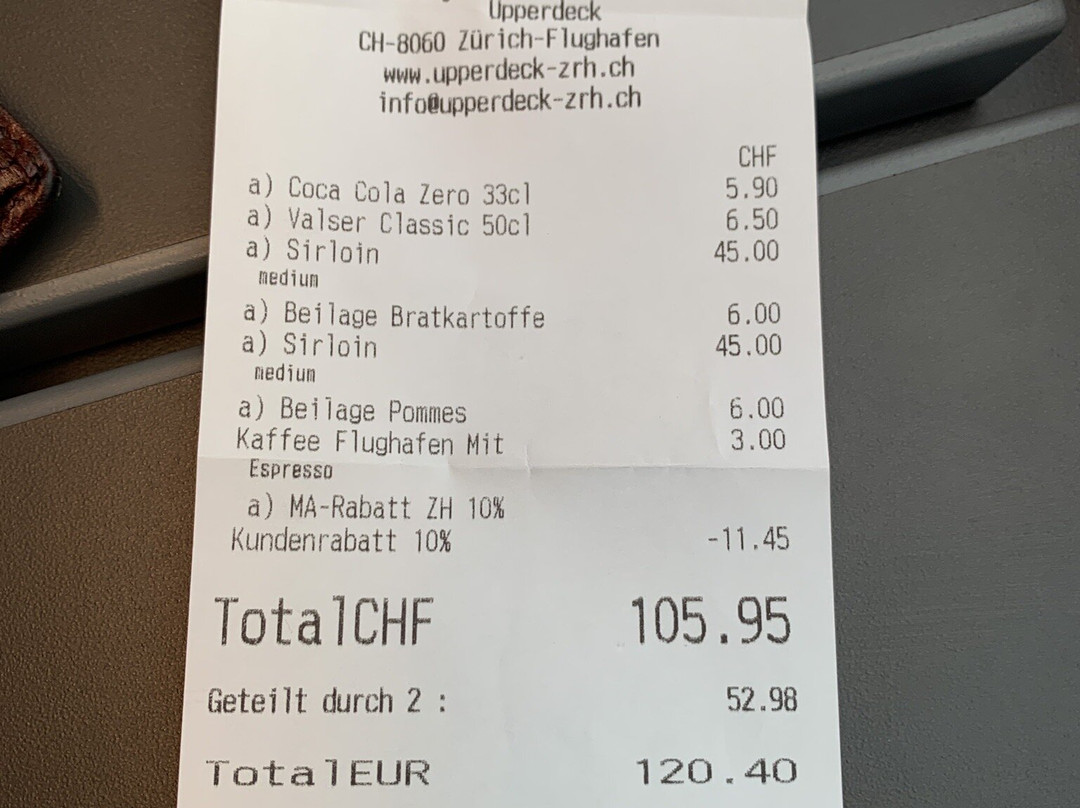 Upperdeck
CH-8060 Zürich-Flughafen
www.upperdeck-zrh.ch
info@upperdeck-zrh.ch
CHF
a) Coca Cola Zero 33cl 5.90
a) Valser Classic 50cl 6.50
a) Sirloin 45.00
medium
a) Beilage Bratkartoffe 6.00
a) Sirloin 45.00
medium
a) Beilage Pommes 6.00
Kaffee Flughafen Mit 3.00
Espresso
a) MA-Rabatt ZH 10%
Kundenrabatt 10% -11.45
TotalCHF 105.95
Geteilt durch 2 : 52.98
TotalEUR 120.40